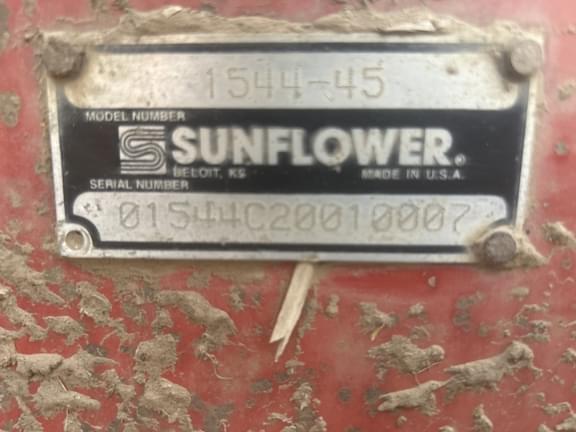 1544-45
MODEL NUMBER
SUNFLOWER®
BELOIT, KS MADE IN U.S.A.
SERIAL NUMBER
01544C20010007